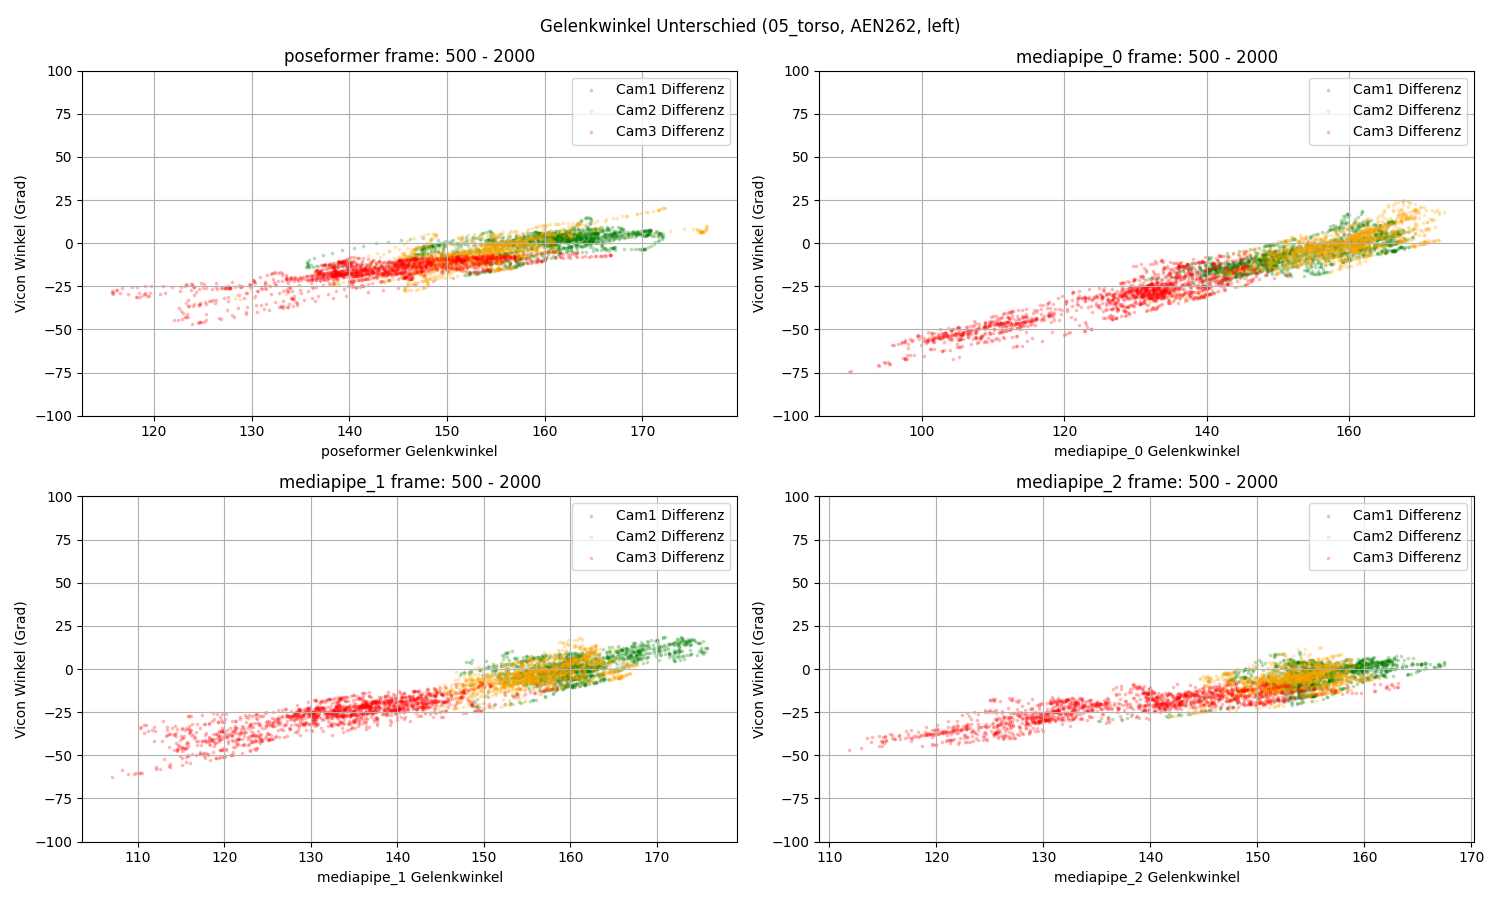 Gelenkwinkel Unterschied (05_torso, AEN262, left)
poseformer frame: 500 - 2000
100
75
50
25
0
−25
−50
−75
−100
Vicon Winkel (Grad)
Cam1 Differenz
Cam2 Differenz
Cam3 Differenz
120 130 140 150 160 170
poseformer Gelenkwinkel
mediapipe_0 frame: 500 - 2000
100
75
50
25
0
−25
−50
−75
−100
Vicon Winkel (Grad)
Cam1 Differenz
Cam2 Differenz
Cam3 Differenz
100 120 140 160
mediapipe_0 Gelenkwinkel
mediapipe_1 frame: 500 - 2000
100
75
50
25
0
−25
−50
−75
−100
Vicon Winkel (Grad)
Cam1 Differenz
Cam2 Differenz
Cam3 Differenz
110 120 130 140 150 160 170
mediapipe_1 Gelenkwinkel
mediapipe_2 frame: 500 - 2000
100
75
50
25
0
−25
−50
−75
−100
Vicon Winkel (Grad)
Cam1 Differenz
Cam2 Differenz
Cam3 Differenz
110 120 130 140 150 160 170
mediapipe_2 Gelenkwinkel